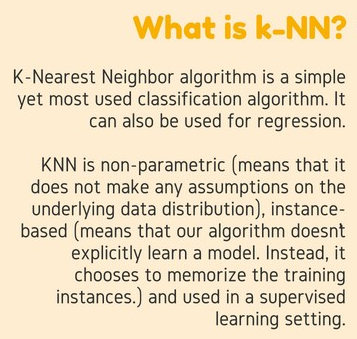 What is k-NN?
K-Nearest Neighbor algorithm is a simple
yet most used classification algorithm. It
can also be used for regression.
KNN is non-parametric (means that it
does not make any assumptions on the
underlying data distribution), instance-
based (means that our algorithm doesn't
explicitly learn a model. Instead, it
chooses to memorize the training
instances.) and used in a supervised
learning setting.